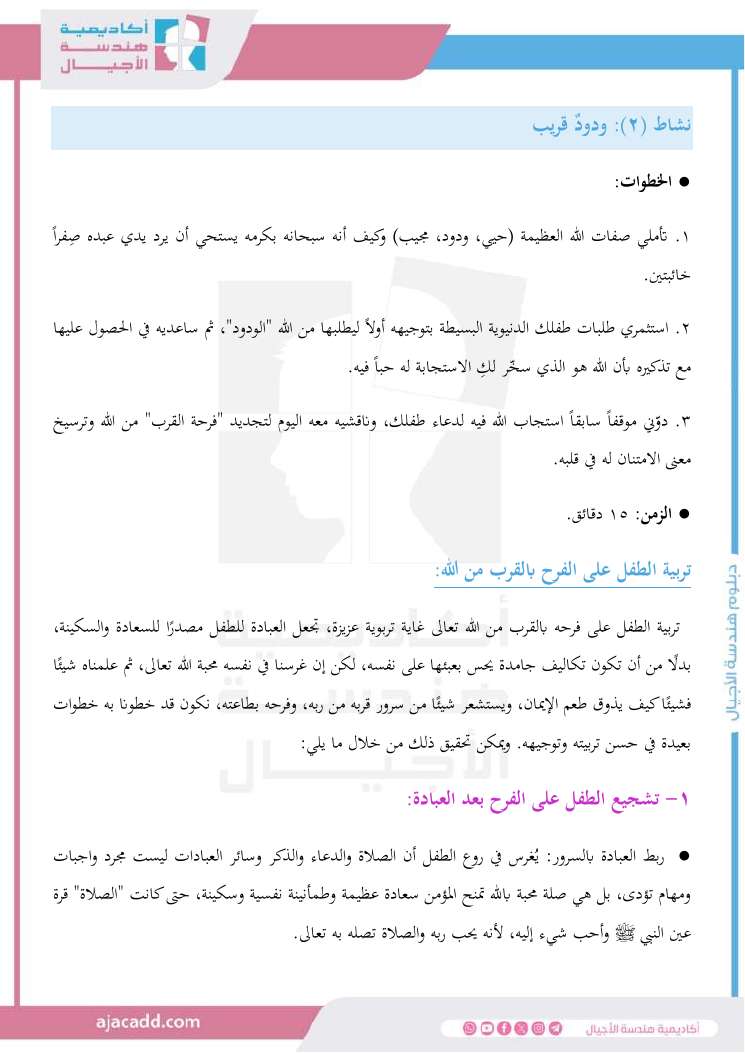 أكاديمية
هندسة
الأجيال
نشاط (٢): ودودٌ قريب
● الخطوات:
١. تأملي صفات الله العظيمة (حيي، ودود، مجيب) وكيف أنه سبحانه بكرمه يستحي أن يرد يدي عبده صِفراً
خائبتين.
٢. استثمري طلبات طفلك الدنيوية البسيطة بتوجيهه أولاً ليطلبها من الله "الودود"، ثم ساعديه في الحصول عليها
مع تذكيره بأن الله هو الذي سخّر لكِ الاستجابة له حباً فيه.
٣. دوّني موقفاً سابقاً استجاب الله فيه لدعاء طفلك، وناقشيه معه اليوم لتجديد "فرحة القرب" من الله وترسيخ
معنى الامتنان له في قلبه.
● الزمن: ١٥ دقائق.
تربية الطفل على الفرح بالقرب من الله:
تربية الطفل على فرحه بالقرب من الله تعالى غاية تربوية عزيزة، تجعل العبادة للطفل مصدرًا للسعادة والسكينة،
بدلًا من أن تكون تكاليف جامدة يحس بعبئها على نفسه، لكن إن غرسنا في نفسه محبة الله تعالى، ثم علمناه شيئًا
فشيئًا كيف يذوق طعم الإيمان، ويستشعر شيئًا من سرور قربه من ربه، وفرحه بطاعته، نكون قد خطونا به خطوات
بعيدة في حسن تربيته وتوجيهه. ويمكن تحقيق ذلك من خلال ما يلي:
١- تشجيع الطفل على الفرح بعد العبادة:
● ربط العبادة بالسرور: يُغرس في روع الطفل أن الصلاة والدعاء والذكر وسائر العبادات ليست مجرد واجبات
ومهام تؤدى، بل هي صلة محبة بالله تمنح المؤمن سعادة عظيمة وطمأنينة نفسية وسكينة، حتى كانت "الصلاة" قرة
عين النبي ﷺ وأحب شيء إليه، لأنه يحب ربه والصلاة تصله به تعالى.
دبلوم هندسة الأجيال
أكاديمية هندسة الأجيال
ajacadd.com